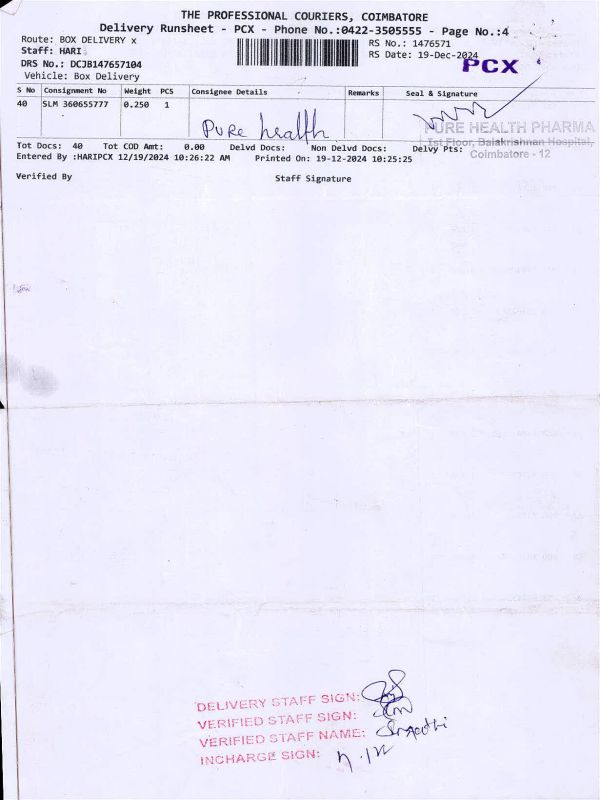 THE PROFESSIONAL COURIERS, COIMBATORE
Delivery Runsheet - PCX - Phone No.:0422-3505555 - Page No.:4
Route: BOX DELIVERY x
RS No.: 1476571
Staff: HARI
RS Date: 19-Dec-2024
PCX
DRS No.: DCJB147657104
Vehicle: Box Delivery
S No Consignment No Weight PCS Consignee Details Remarks Seal & Signature
40 SLM 360655777 0.250 1
Pure health
PURE HEALTH PHARMA
1st Floor, Balakrishnan Hospital,
Coimbatore - 12
Tot Docs: 40 Tot COD Amt: 0.00 Delvd Docs: Non Delvd Docs: Delvy Pts:
Entered By :HARIPCX 12/19/2024 10:26:22 AM Printed On: 19-12-2024 10:25:25
Verified By Staff Signature
DELIVERY STAFF SIGN:
VERIFIED STAFF SIGN:
VERIFIED STAFF NAME:
INCHARGE SIGN: